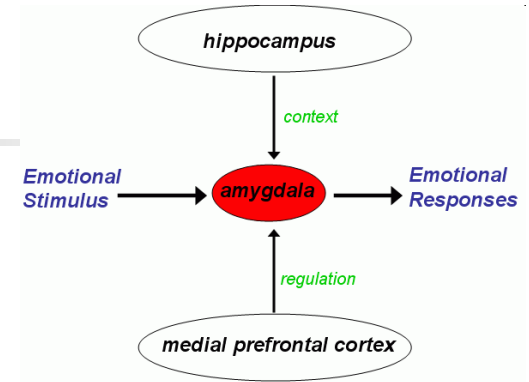 hippocampus
context
Emotional
Stimulus
amygdala
Emotional
Responses
regulation
medial prefrontal cortex